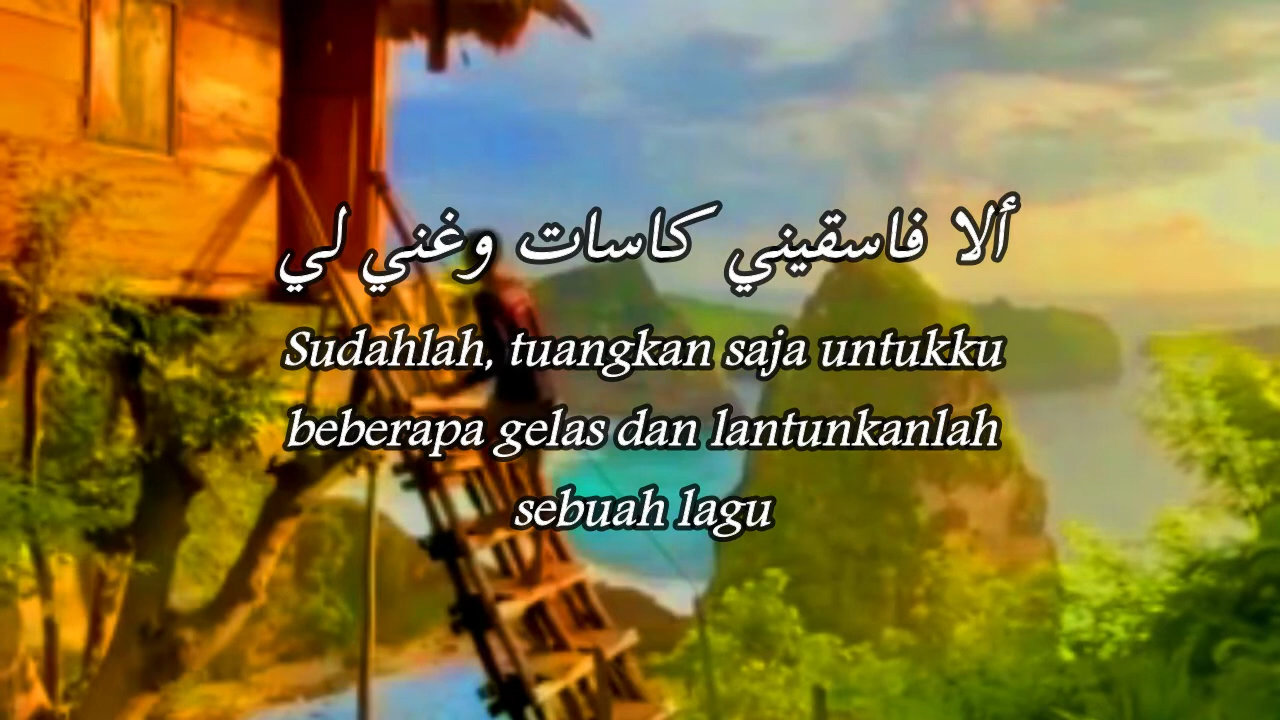 ألا فاسقيني كاسات وغني لي
Sudahlah, tuangkan saja untukku
beberapa gelas dan lantunkanlah
sebuah lagu